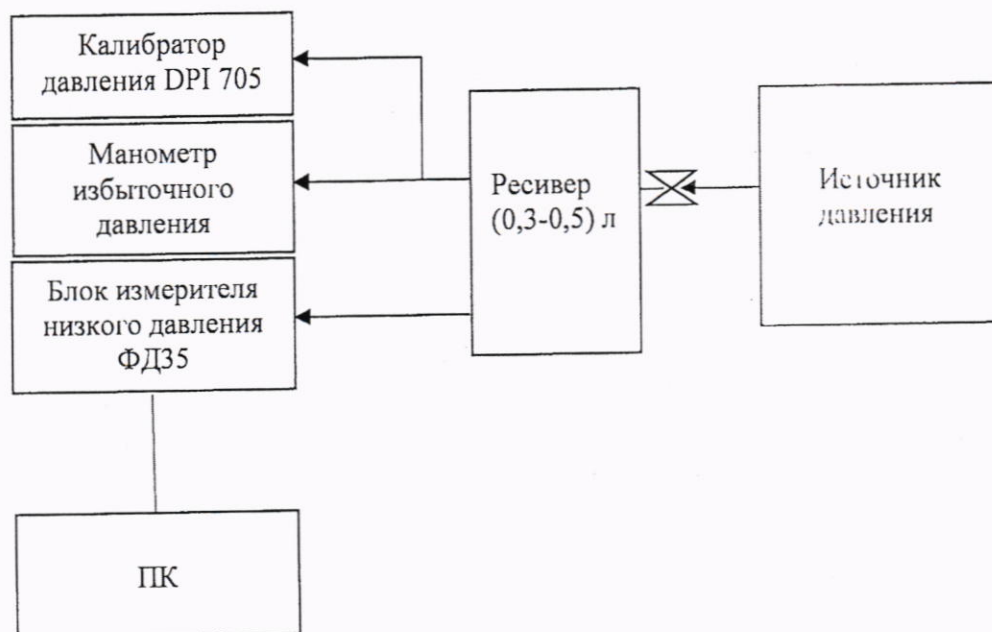 Калибратор
давления DPI 705
Манометр
избыточного
давления
Блок измерителя
низкого давления
ФД35
ПК
Ресивер
(0,3-0,5) л
Источник
давления